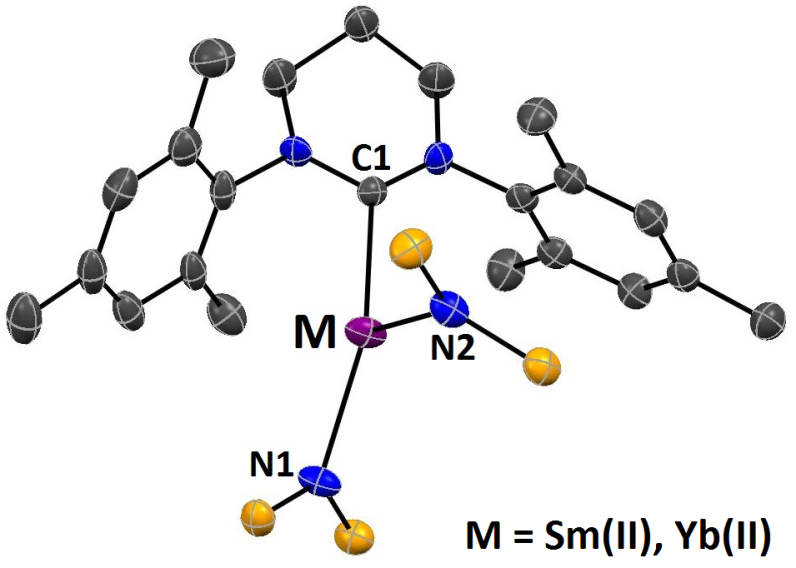 C1
M
N2
N1
M = Sm(II), Yb(II)